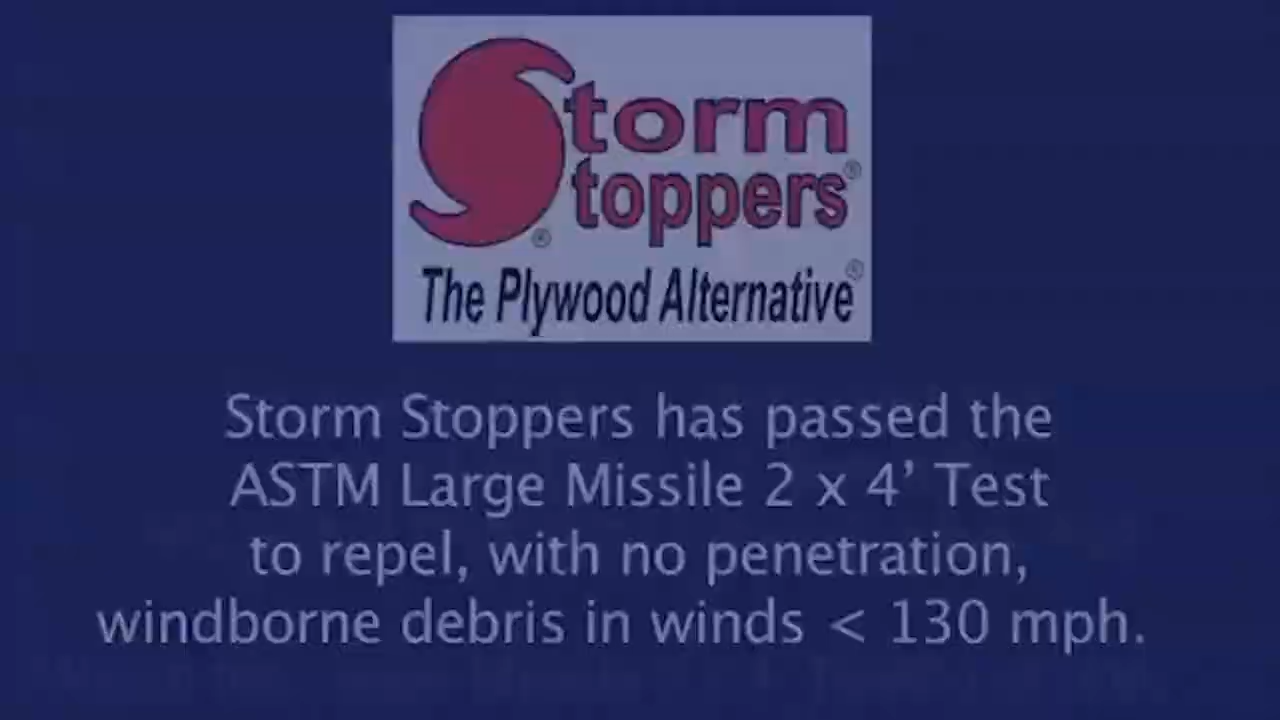 Storm
Stoppers®
®
The Plywood Alternative®
Storm Stoppers has passed the
ASTM Large Missile 2 x 4’ Test
to repel, with no penetration,
windborne debris in winds < 130 mph.